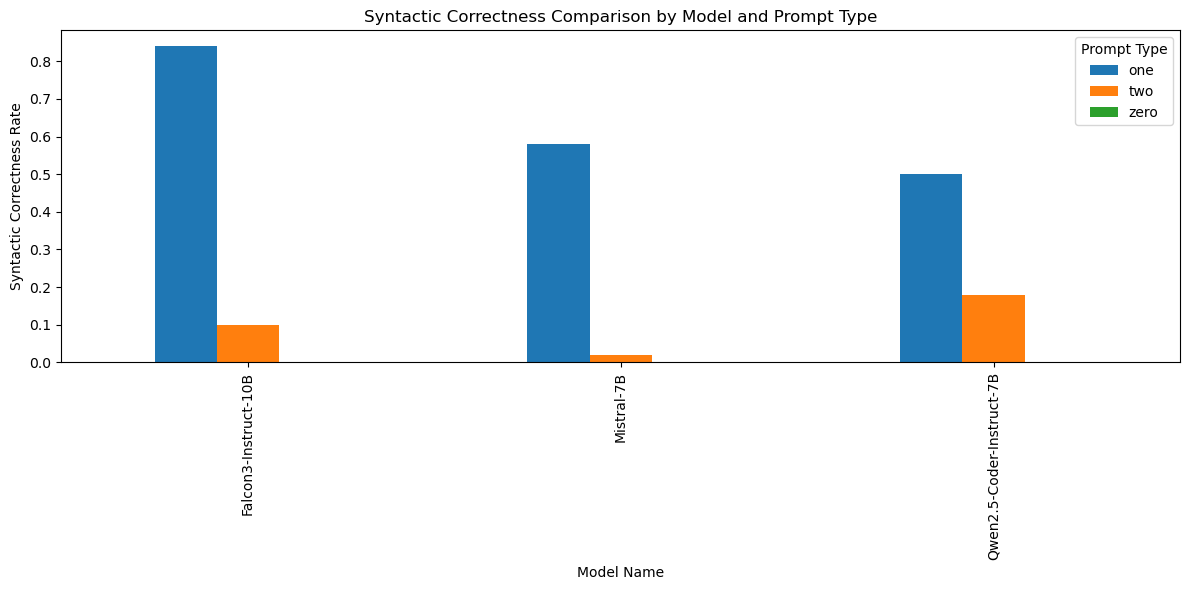 Syntactic Correctness Comparison by Model and Prompt Type
Syntactic Correctness Rate
0.8
0.7
0.6
0.5
0.4
0.3
0.2
0.1
0.0
Prompt Type
one
two
zero
Falcon3-Instruct-10B
Mistral-7B
Qwen2.5-Coder-Instruct-7B
Model Name